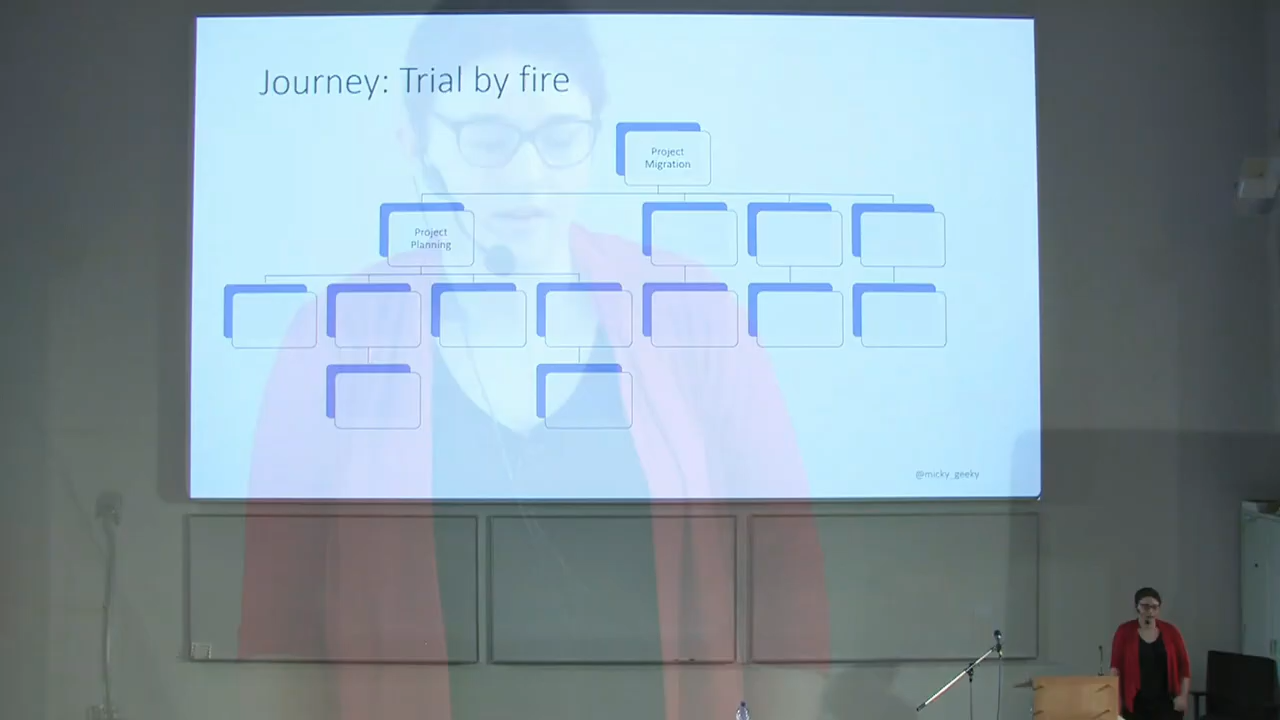 Journey: Trial by fire
Project
Migration
Project
Planning
@micky_geeky